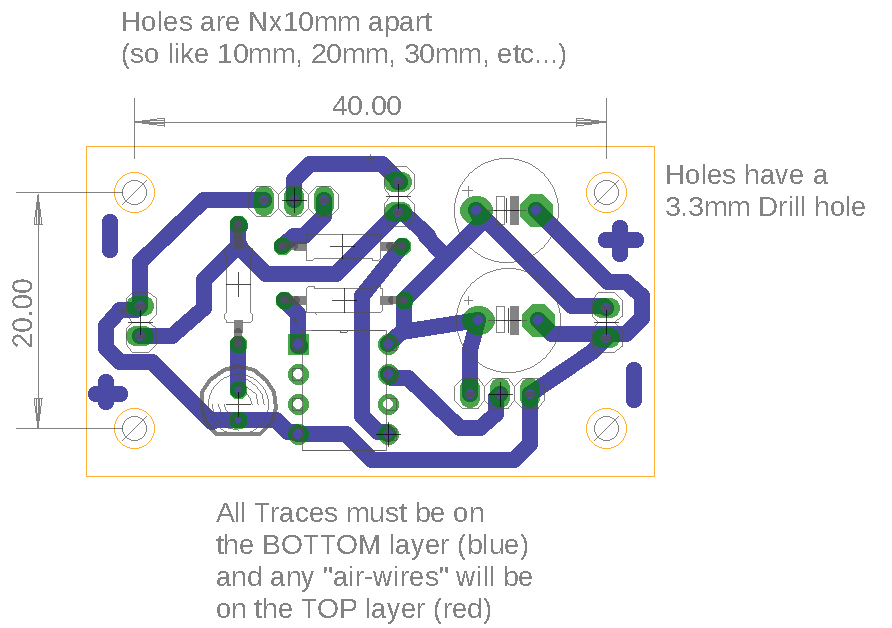 Holes are Nx10mm apart
(so like 10mm, 20mm, 30mm, etc...)
40.00
Holes have a
3.3mm Drill hole
20.00
All Traces must be on
the BOTTOM layer (blue)
and any "air-wires" will be
on the TOP layer (red)